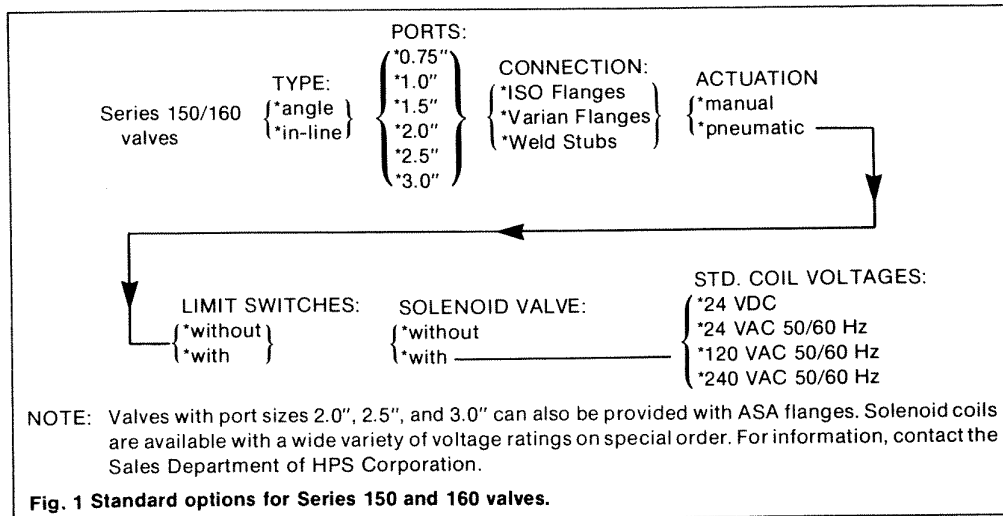 PORTS:
*0.75"
*1.0"
*1.5"
*2.0"
*2.5"
*3.0"
TYPE:
*angle
*in-line
CONNECTION:
*ISO Flanges
*Varian Flanges
*Weld Stubs
ACTUATION
*manual
*pneumatic
Series 150/160
valves
LIMIT SWITCHES:
*without
*with
SOLENOID VALVE:
*without
*with
STD. COIL VOLTAGES:
*24 VDC
*24 VAC 50/60 Hz
*120 VAC 50/60 Hz
*240 VAC 50/60 Hz
NOTE: Valves with port sizes 2.0", 2.5", and 3.0" can also be provided with ASA flanges. Solenoid coils
are available with a wide variety of voltage ratings on special order. For information, contact the
Sales Department of HPS Corporation.
Fig. 1 Standard options for Series 150 and 160 valves.